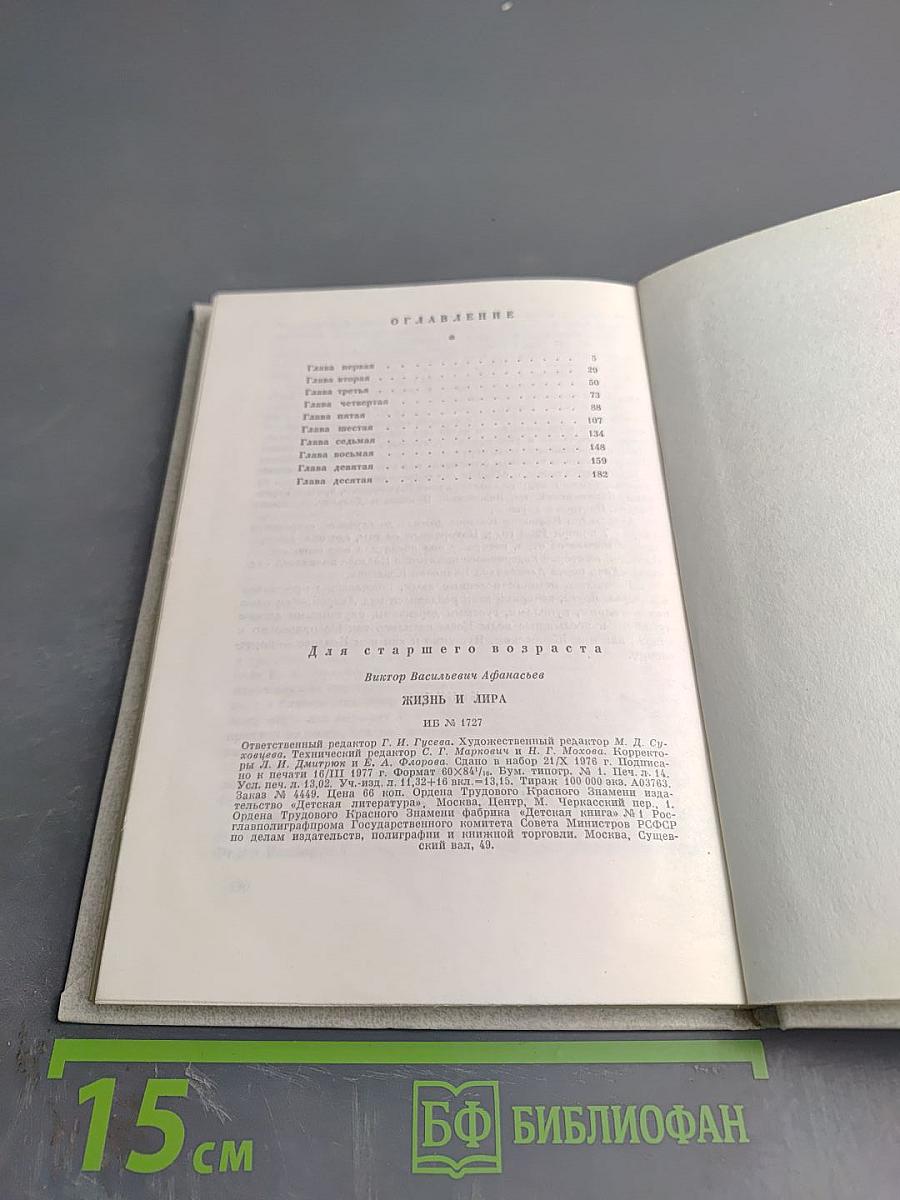 ОГЛАВЛЕНИЕ
Глава первая . . . . . . . . . . . . . . 5
Глава вторая . . . . . . . . . . . . . . 29
Глава третья . . . . . . . . . . . . . . 50
Глава четвертая . . . . . . . . . . . . . 73
Глава пятая . . . . . . . . . . . . . . 88
Глава шестая . . . . . . . . . . . . . . 107
Глава седьмая . . . . . . . . . . . . . . 134
Глава восьмая . . . . . . . . . . . . . . 148
Глава девятая . . . . . . . . . . . . . . 159
Глава десятая . . . . . . . . . . . . . . 182
Для старшего возраста
Виктор Васильевич Афанасьев
ЖИЗНЬ И ЛИРА
ИБ № 1727
Ответственный редактор Г. И. Гусева. Художественный редактор М. Д. Су-
ховцева. Технический редактор С. Г. Маркович и Н. Г. Мохова. Корректо-
ры Л. И. Дмитрюк и Е. А. Флорова. Сдано в набор 21/X 1976 г. Подписа-
но к печати 16/III 1977 г. Формат 60×84¹/₁₆. Бум. типогр. № 1. Печ. л. 14.
Усл. печ. л. 13,02. Уч.-изд. л. 11,32+16 вкл.=13,15. Тираж 100 000 экз. А03763.
Заказ № 4449. Цена 66 коп. Ордена Трудового Красного Знамени изда-
тельство «Детская литература», Москва, Центр, М. Черкасский пер., 1.
Ордена Трудового Красного Знамени фабрика «Детская книга» № 1 Рос-
главполиграфпрома Государственного комитета Совета Министров РСФСР
по делам издательств, полиграфии и книжной торговли. Москва, Сущев-
ский вал, 49.
15 см
БФ БИБЛИОФАН